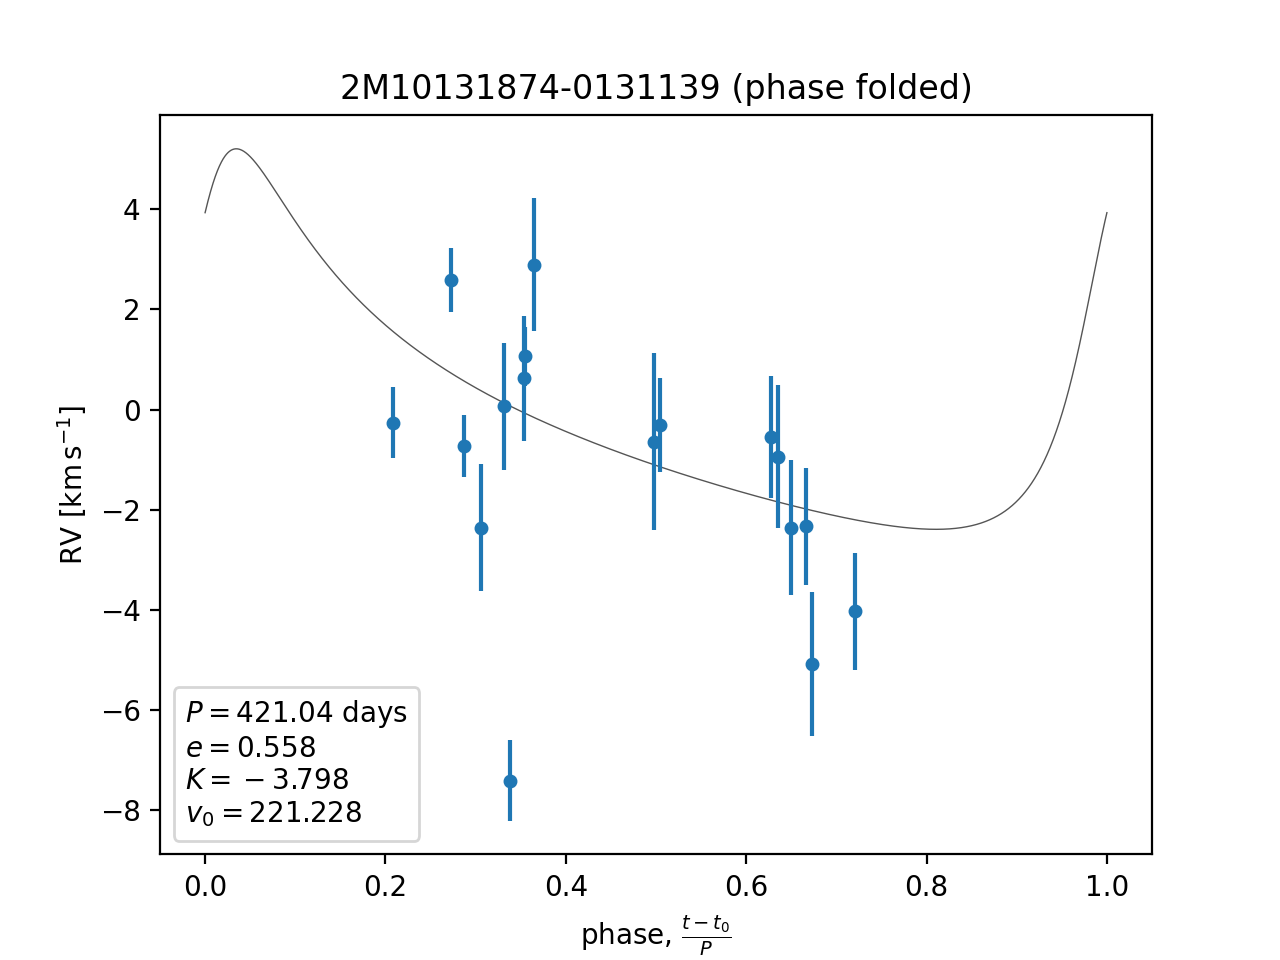 2M10131874-0131139 (phase folded)
RV [km s⁻¹]
4
2
0
−2
−4
−6
−8
P = 421.04 days
e = 0.558
K = −3.798
v₀ = 221.228
0.0 0.2 0.4 0.6 0.8 1.0
phase, (t − t₀)/P